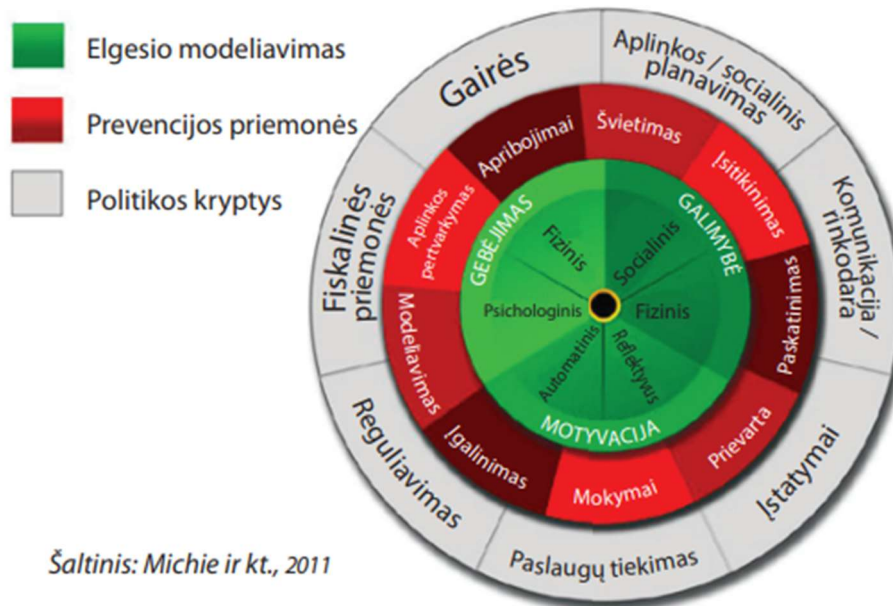 Elgesio modeliavimas
Prevencijos priemonės
Politikos kryptys
Gairės
Aplinkos / socialinis
planavimas
Komunikacija /
rinkodara
Įstatymai
Paslaugų tiekimas
Reguliavimas
Fiskalinės
priemonės
Apribojimai
Švietimas
Įsitikinimas
Paskatinimas
Prievarta
Mokymai
Įgalinimas
Modeliavimas
Aplinkos
pertvarkymas
GEBĖJIMAS
GALIMYBĖ
MOTYVACIJA
Fizinis
Socialinis
Fizinis
Reflektyvus
Automatinis
Psichologinis
Šaltinis: Michie ir kt., 2011